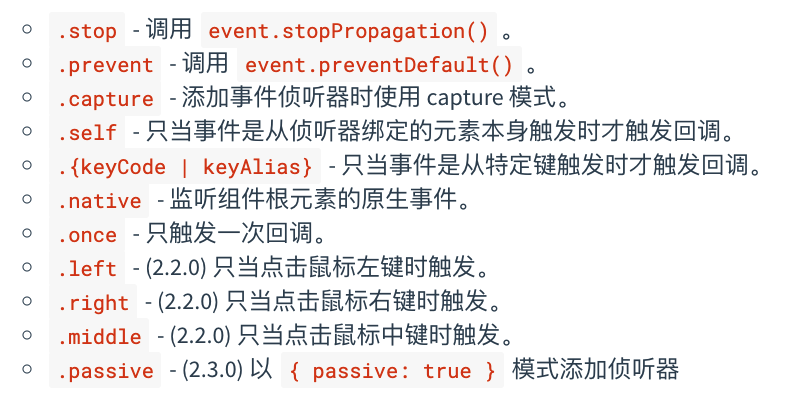 .stop - 调用 event.stopPropagation()。
.prevent - 调用 event.preventDefault()。
.capture - 添加事件侦听器时使用 capture 模式。
.self - 只当事件是从侦听器绑定的元素本身触发时才触发回调。
.{keyCode | keyAlias} - 只当事件是从特定键触发时才触发回调。
.native - 监听组件根元素的原生事件。
.once - 只触发一次回调。
.left - (2.2.0) 只当点击鼠标左键时触发。
.right - (2.2.0) 只当点击鼠标右键时触发。
.middle - (2.2.0) 只当点击鼠标中键时触发。
.passive - (2.3.0) 以 { passive: true } 模式添加侦听器